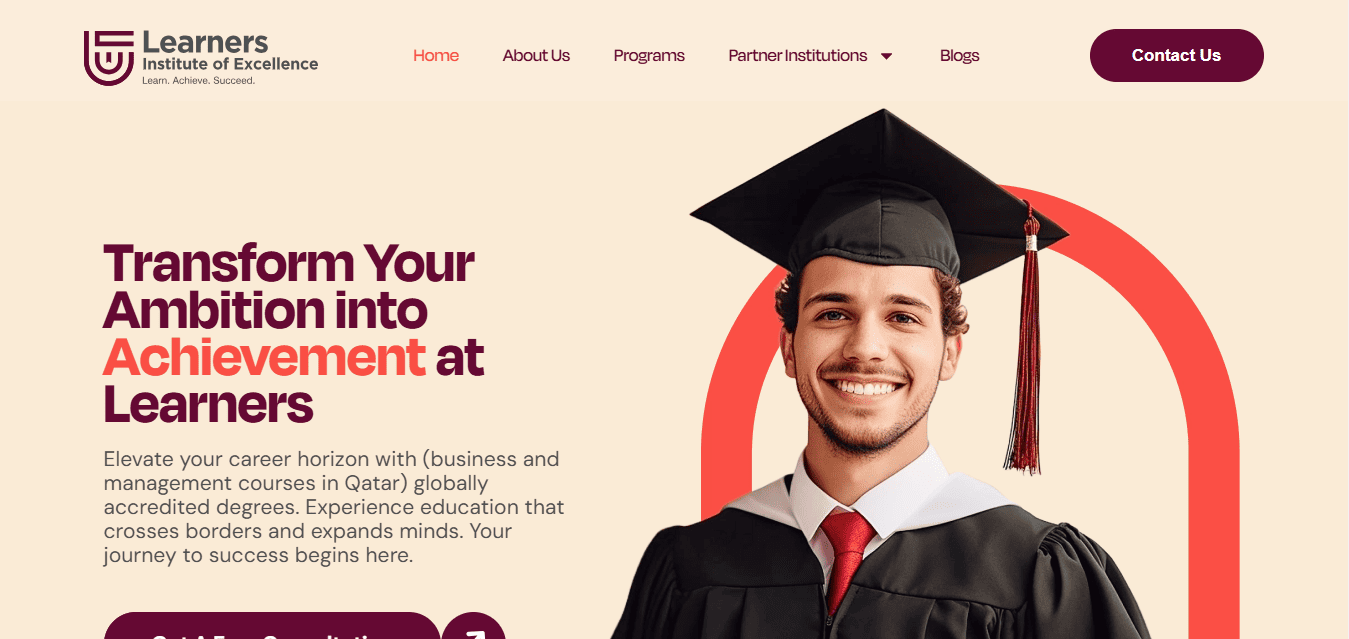 Learners
Institute of Excellence
Learn. Achieve. Succeed.
Home
About Us
Programs
Partner Institutions
Blogs
Contact Us
Transform Your
Ambition into
Achievement at
Learners
Elevate your career horizon with (business and
management courses in Qatar) globally
accredited degrees. Experience education that
crosses borders and expands minds. Your
journey to success begins here.